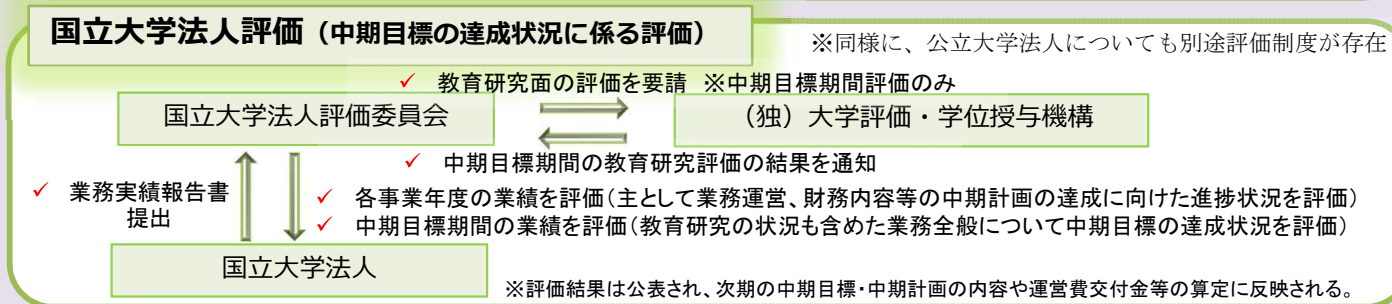 国立大学法人評価（中期目標の達成状況に係る評価）
※同様に、公立大学法人についても別途評価制度が存在
✓ 教育研究面の評価を要請 ※中期目標期間評価のみ
国立大学法人評価委員会
（独）大学評価・学位授与機構
✓ 中期目標期間の教育研究評価の結果を通知
✓ 業務実績報告書
提出
✓ 各事業年度の業績を評価（主として業務運営、財務内容等の中期計画の達成に向けた進捗状況を評価）
✓ 中期目標期間の業績を評価（教育研究の状況も含めた業務全般について中期目標の達成状況を評価）
国立大学法人
※評価結果は公表され、次期の中期目標・中期計画の内容や運営費交付金等の算定に反映される。